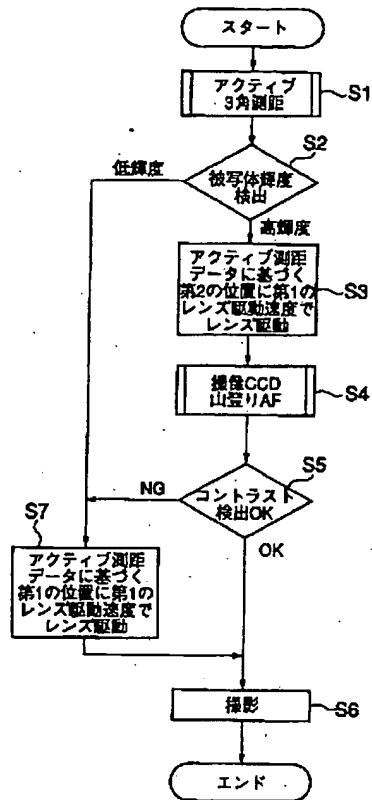 スタート
アクティブ
3角測距
S1
S2
被写体輝度
検出
低輝度
高輝度
アクティブ測距
データに基づく
第2の位置に第1の
レンズ駆動速度で
レンズ駆動
S3
撮像CCD
山登りAF
S4
S5
コントラスト
検出OK
NG
OK
S7
アクティブ測距
データに基づく
第1の位置に第1の
レンズ駆動速度で
レンズ駆動
撮影
S6
エンド